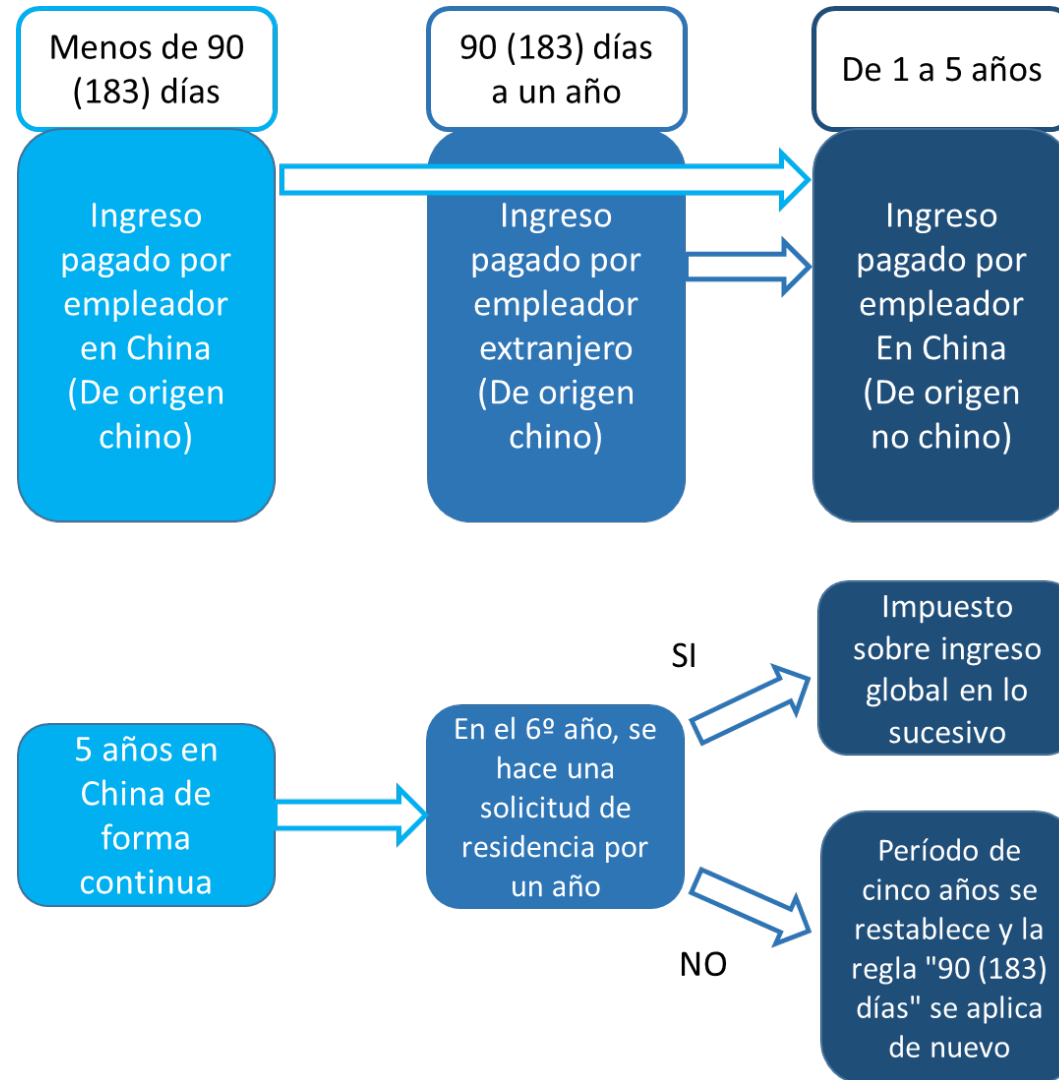 Menos de 90
(183) días
90 (183) días
a un año
De 1 a 5 años
Ingreso
pagado por
empleador
en China
(De origen
chino)
Ingreso
pagado por
empleador
extranjero
(De origen
chino)
Ingreso
pagado por
empleador
En China
(De origen
no chino)
5 años en
China de
forma
continua
En el 6º año, se
hace una
solicitud de
residencia por
un año
SI
Impuesto
sobre ingreso
global en lo
sucesivo
NO
Período de
cinco años se
restablece y la
regla "90 (183)
días" se aplica
de nuevo